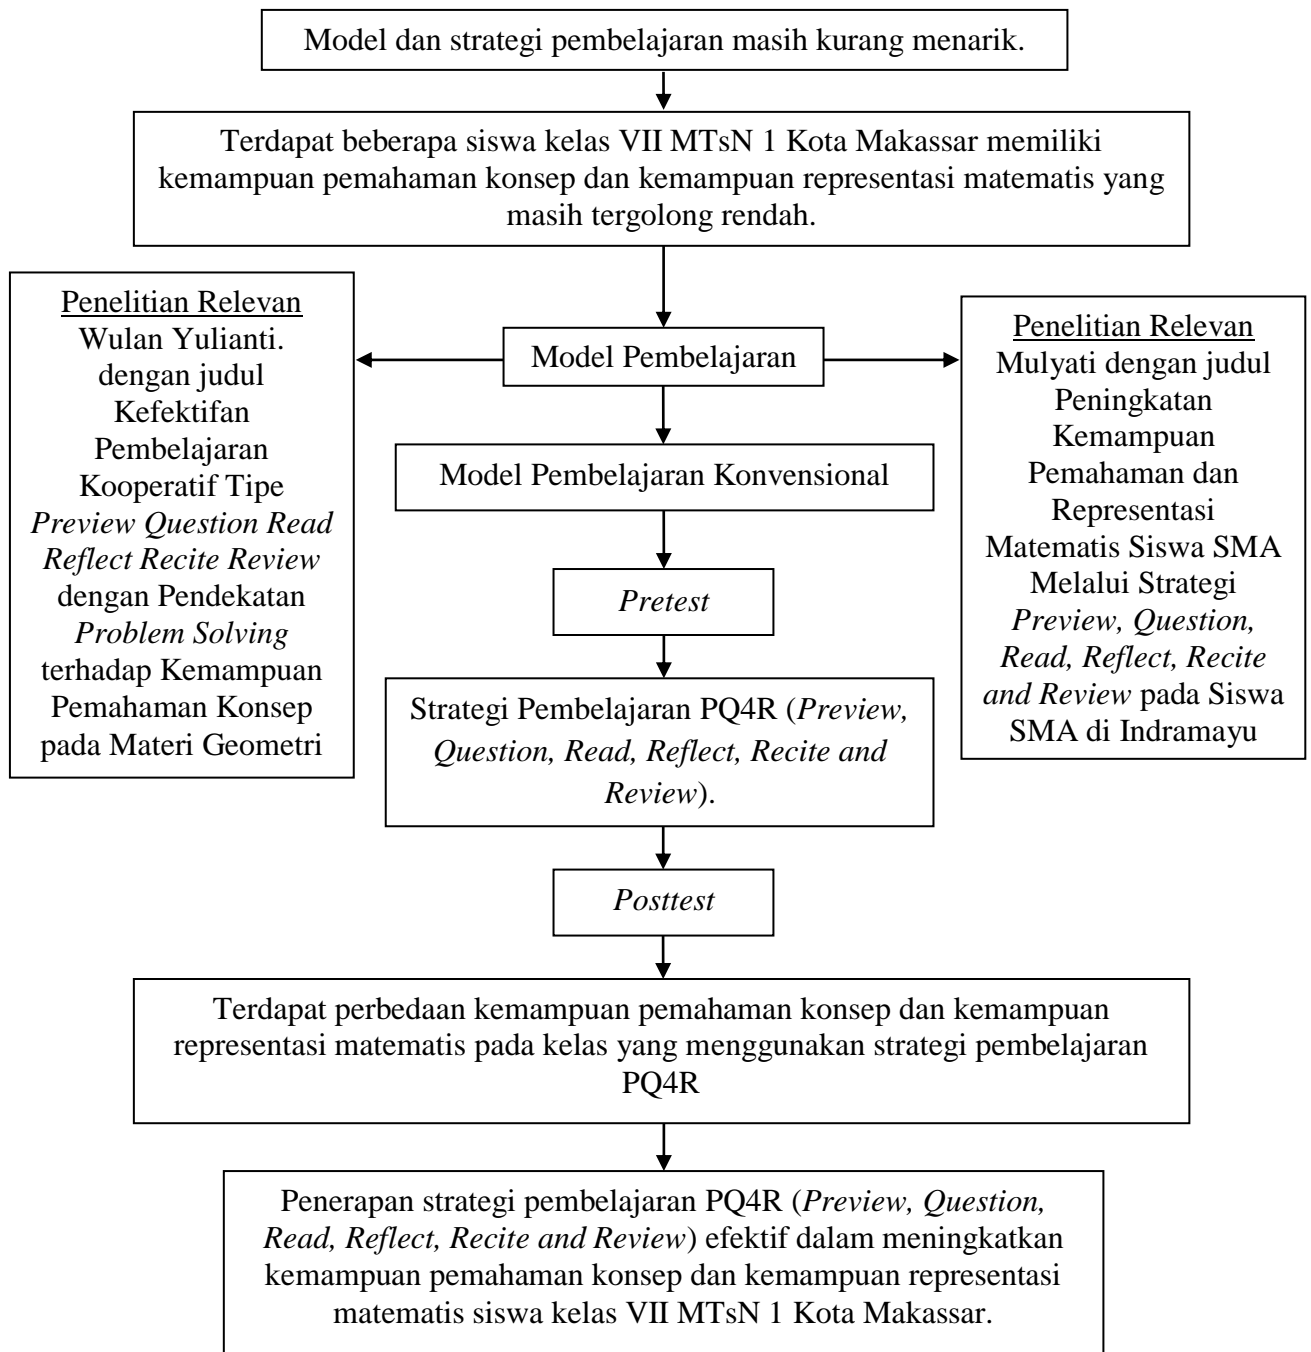 Model dan strategi pembelajaran masih kurang menarik.
Terdapat beberapa siswa kelas VII MTsN 1 Kota Makassar memiliki
kemampuan pemahaman konsep dan kemampuan representasi matematis yang
masih tergolong rendah.
Penelitian Relevan
Wulan Yulianti.
dengan judul
Kefektifan
Pembelajaran
Kooperatif Tipe
Preview Question Read
Reflect Recite Review
dengan Pendekatan
Problem Solving
terhadap Kemampuan
Pemahaman Konsep
pada Materi Geometri
Model Pembelajaran
Model Pembelajaran Konvensional
Pretest
Strategi Pembelajaran PQ4R (Preview,
Question, Read, Reflect, Recite and
Review).
Posttest
Penelitian Relevan
Mulyati dengan judul
Peningkatan
Kemampuan
Pemahaman dan
Representasi
Matematis Siswa SMA
Melalui Strategi
Preview, Question,
Read, Reflect, Recite
and Review pada Siswa
SMA di Indramayu
Terdapat perbedaan kemampuan pemahaman konsep dan kemampuan
representasi matematis pada kelas yang menggunakan strategi pembelajaran
PQ4R
Penerapan strategi pembelajaran PQ4R (Preview, Question,
Read, Reflect, Recite and Review) efektif dalam meningkatkan
kemampuan pemahaman konsep dan kemampuan representasi
matematis siswa kelas VII MTsN 1 Kota Makassar.